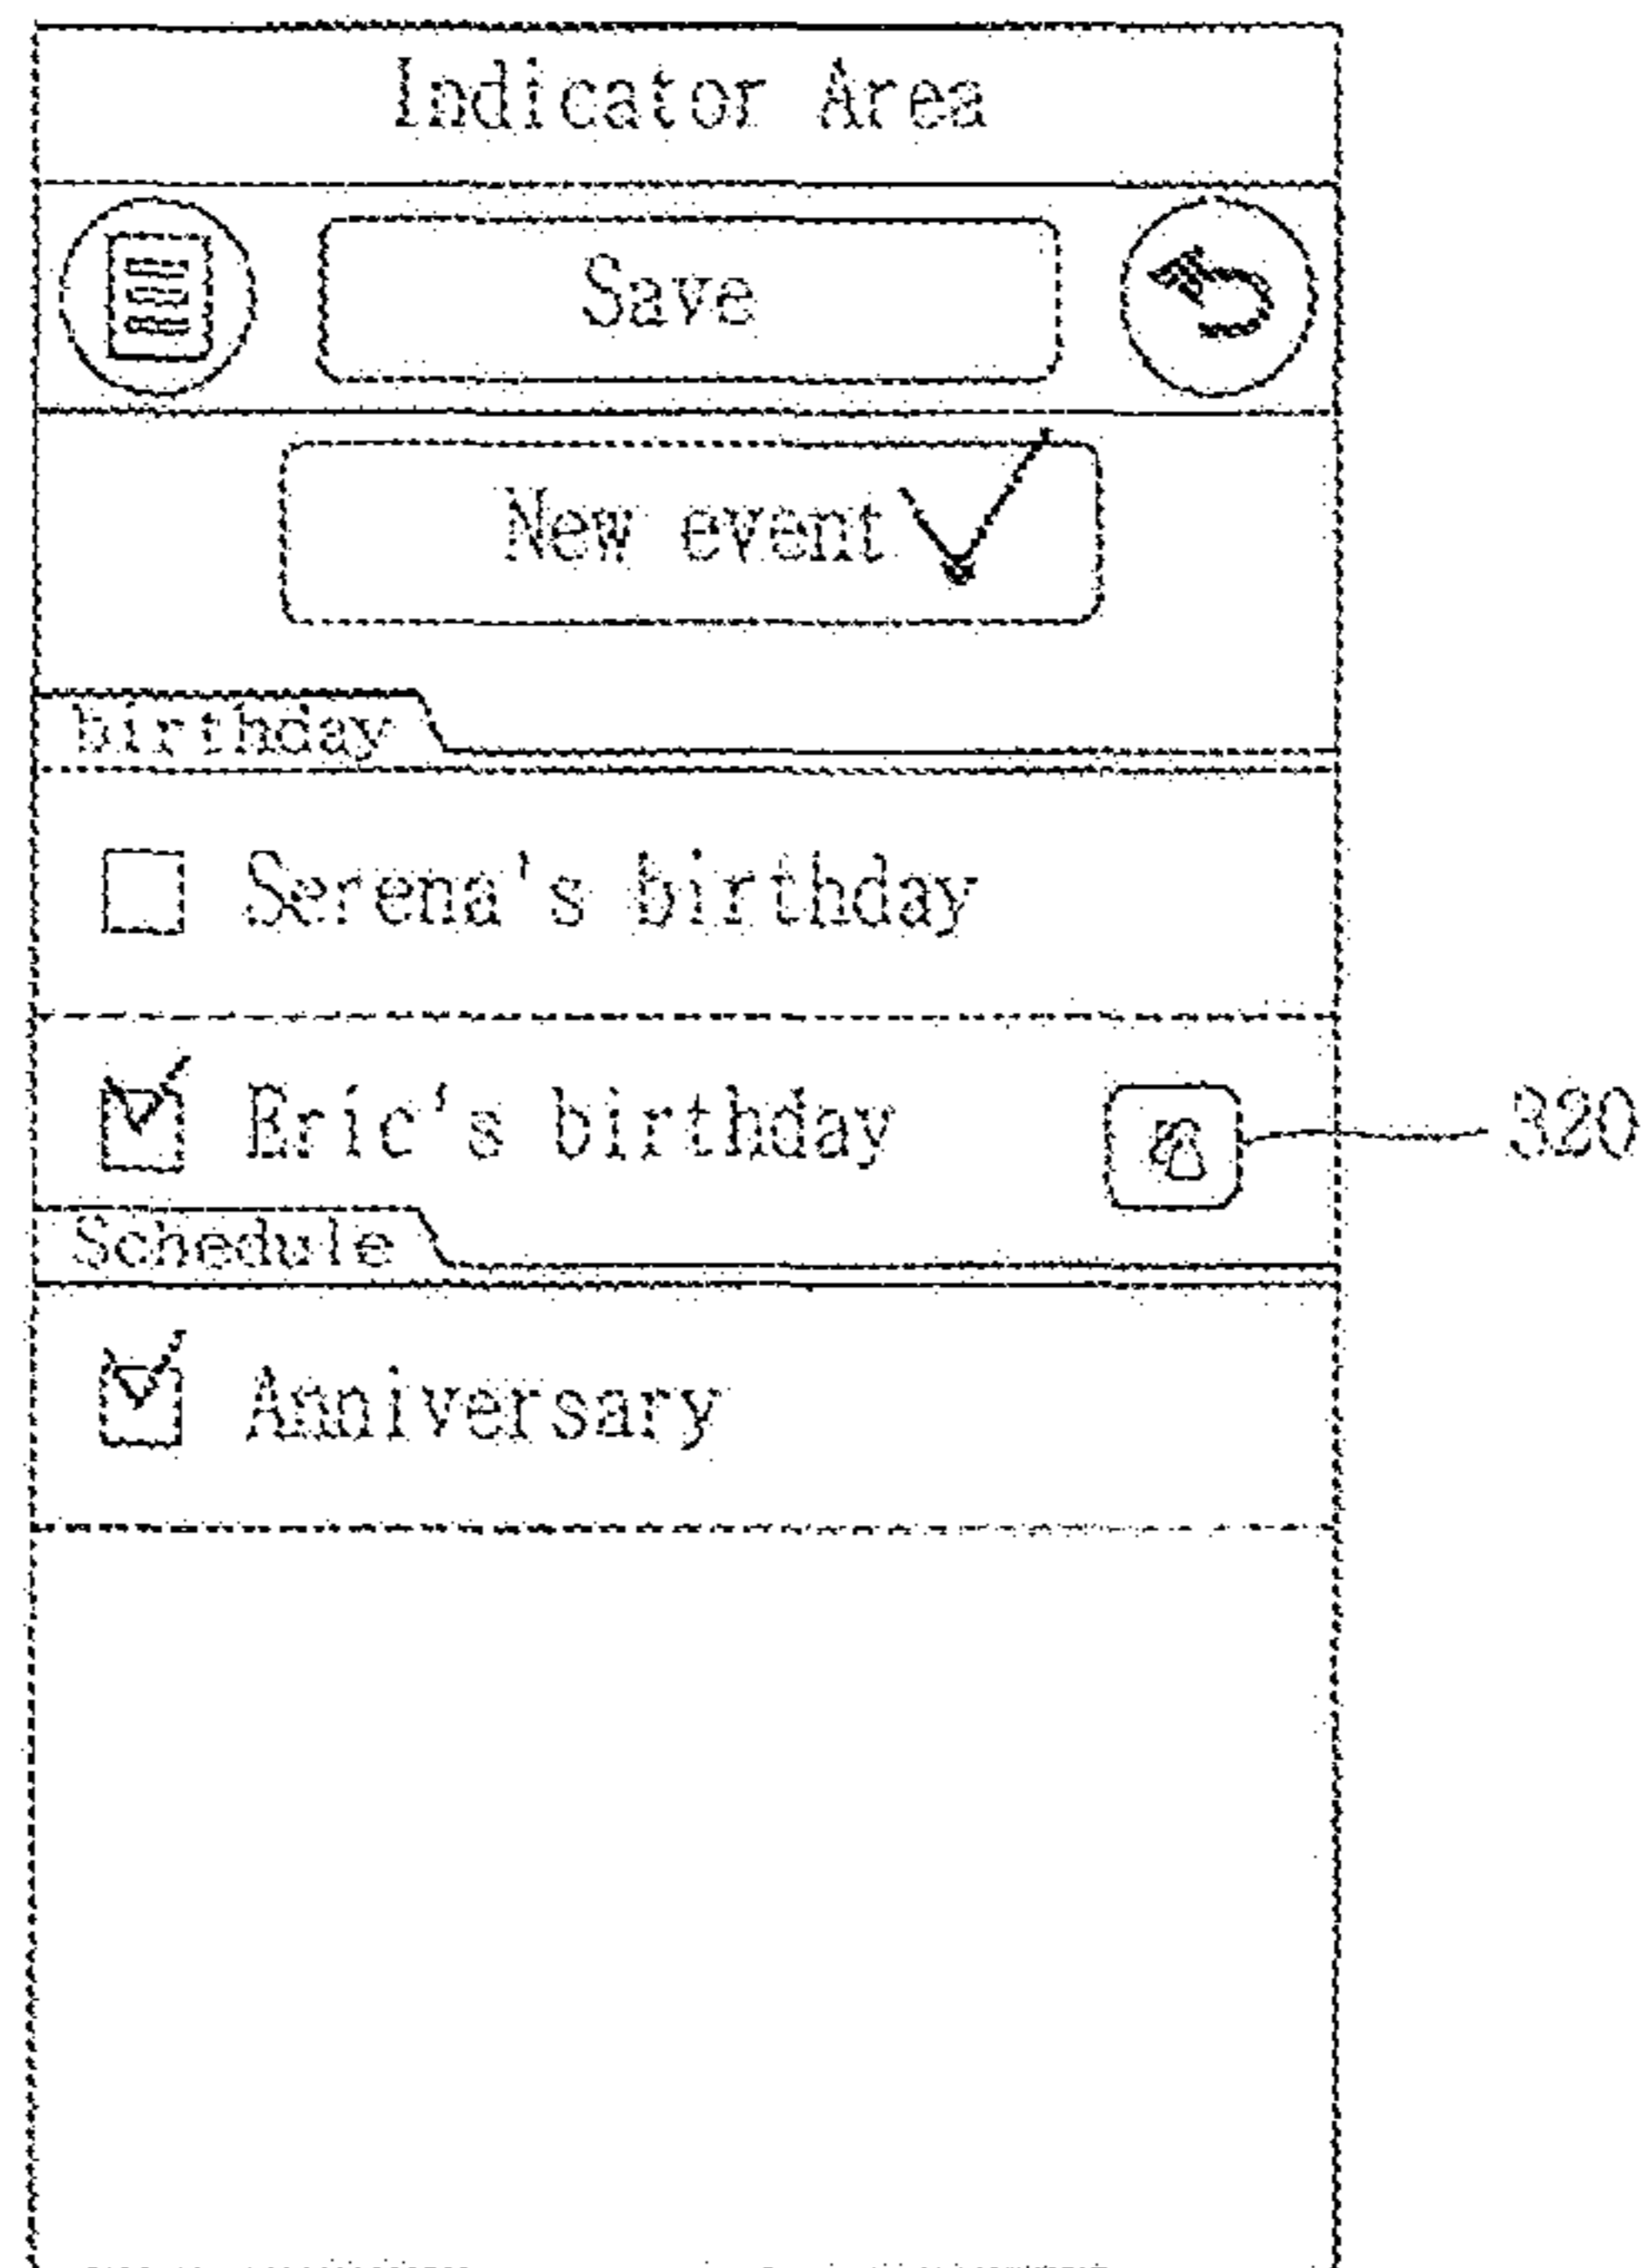 Indicator Area
Save
New event
birthday
Serena's birthday
Eric's birthday
320
Schedule
Anniversary